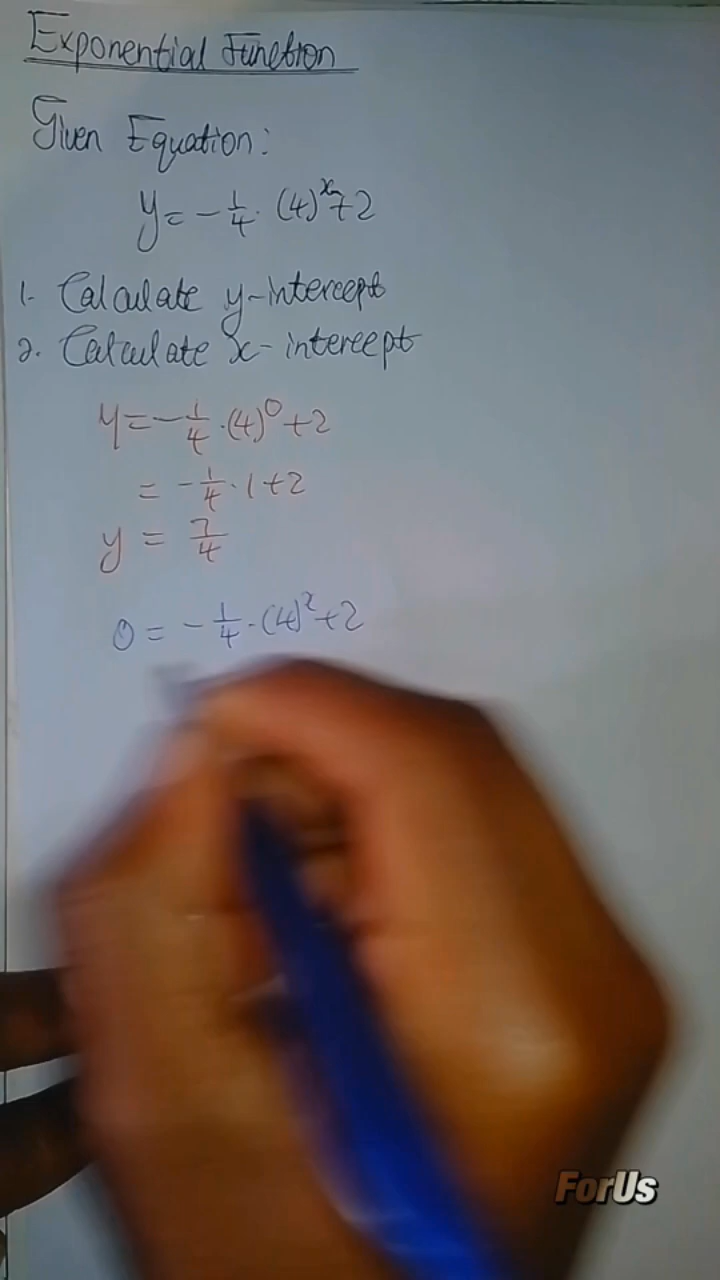 Exponential Function
Given Equation:
y = -1/4 · (4)^x + 2
1. Calculate y-intercept
2. Calculate x-intercept
y = -1/4 · (4)^0 + 2
= -1/4 · 1 + 2
y = 7/4
0 = -1/4 · (4)^x + 2
ForUs